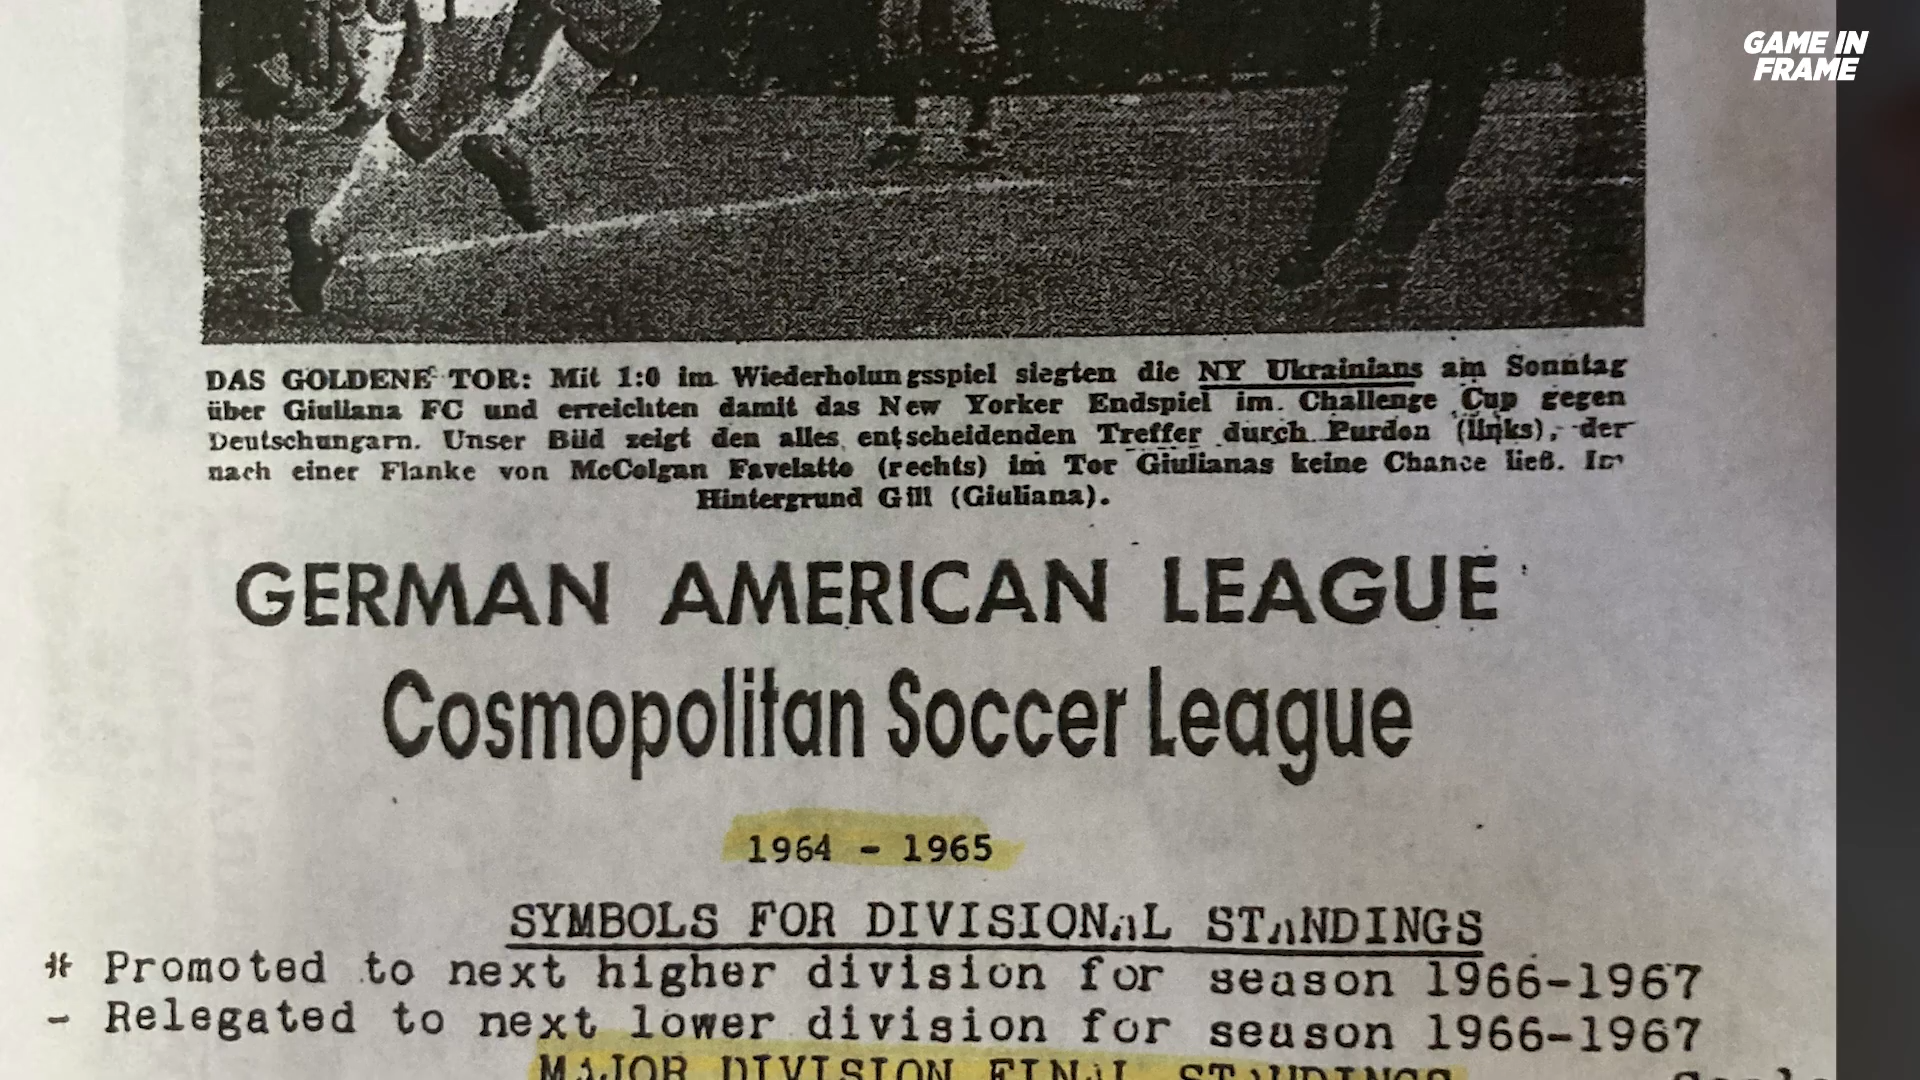 GAME IN
FRAME
DAS GOLDENE TOR: Mit 1:0 im Wiederholungsspiel siegten die NY Ukrainians am Sonntag
über Giuliana FC und erreichten damit das New Yorker Endspiel im Challenge Cup gegen
Deutschungarn. Unser Bild zeigt den alles entscheidenden Treffer durch Purdon (links), der
nach einer Flanke von McColgan Favelatto (rechts) im Tor Giulianas keine Chance ließ. Im
Hintergrund Gill (Giuliana).
GERMAN AMERICAN LEAGUE
Cosmopolitan Soccer League
1964 - 1965
SYMBOLS FOR DIVISIONAL STANDINGS
* Promoted to next higher division for season 1966-1967
- Relegated to next lower division for season 1966-1967
MAJOR DIVISION FINAL STANDINGS